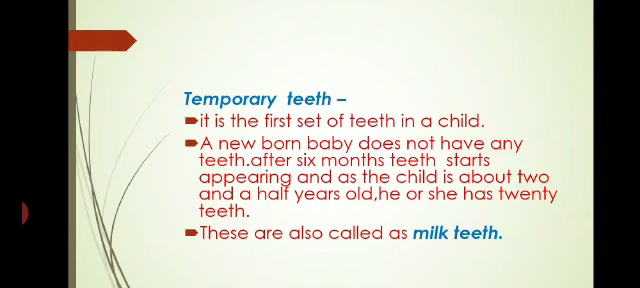 Temporary teeth –
it is the first set of teeth in a child.
A new born baby does not have any
teeth.after six months teeth starts
appearing and as the child is about two
and a half years old,he or she has twenty
teeth.
These are also called as milk teeth.